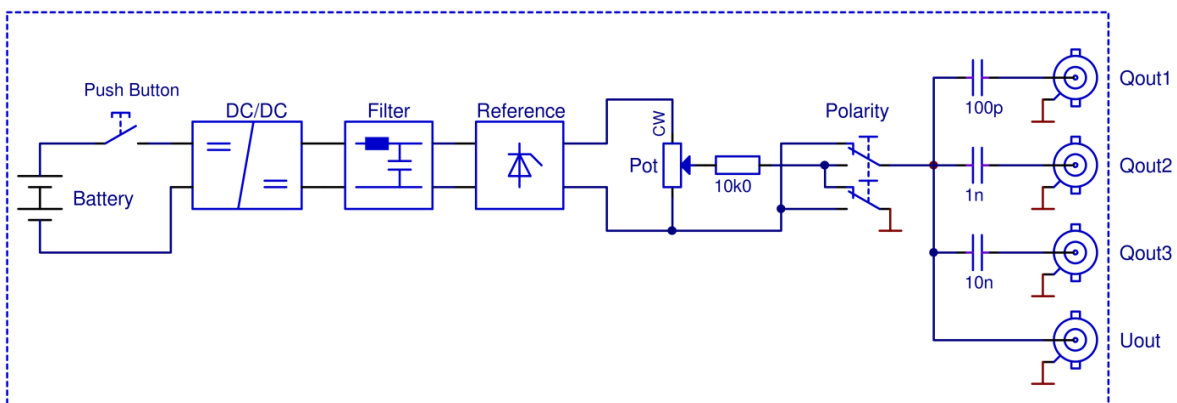 Push Button
Battery
DC/DC
Filter
Reference
CW
Pot
10k0
Polarity
100p
Qout1
1n
Qout2
10n
Qout3
Uout